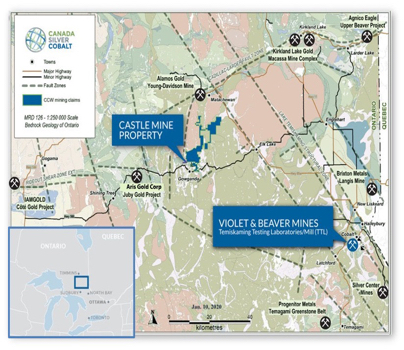 CANADA
SILVER
COBALT
Towns
Major Highway
Minor Highway
Fault Zones
CCW mining claims
MRD 126 - 1:250 000 Scale
Bedrock Geology of Ontario
Agnico Eagle
Upper Beaver Project
Kirkland Lake
Kirkland Lake Gold
Macassa Mine Complex
Larder Lake
Alamos Gold
Young-Davidson Mine
Matachewan
Englehart
ONTARIO
QUEBEC
CASTLE MINE
PROPERTY
Elk Lake
Gowganda
Gogama
Shining Tree
Aris Gold Corp
Juby Gold Project
IAMGOLD
Côté Gold Project
Briston Metals
Langis Mine
New Liskeard
Haileybury
Cobalt
VIOLET & BEAVER MINES
Temiskaming Testing Laboratories/Mill (TTL)
Latchford
Silver Center
Mines
Progenitor Metals
Temagami Greenstone Belt
Temagami
Jan. 10, 2020
0
20
40
kilometres
ONTARIO
QUEBEC
TIMMINS
SUDBURY
NORTH BAY
OTTAWA
TORONTO